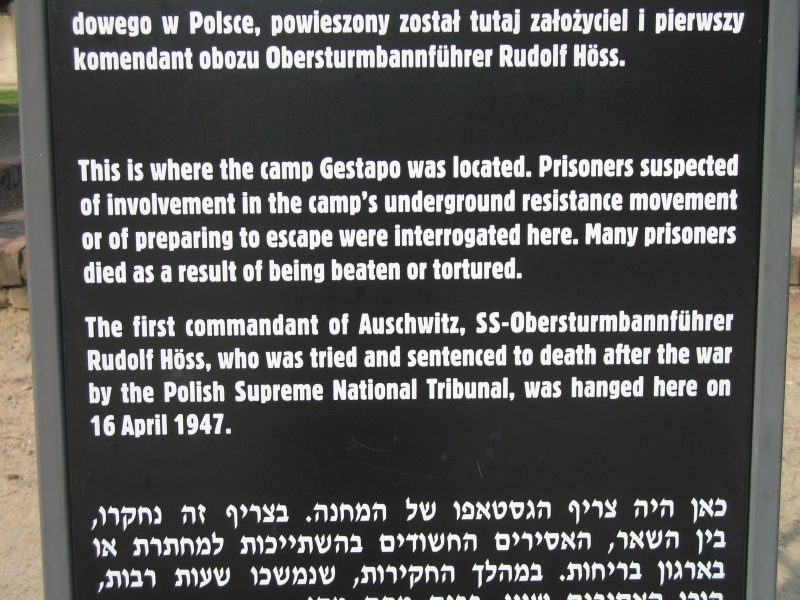 dowego w Polsce, powieszony został tutaj założyciel i pierwszy
komendant obozu Obersturmbannführer Rudolf Höss.
This is where the camp Gestapo was located. Prisoners suspected
of involvement in the camp's underground resistance movement
or of preparing to escape were interrogated here. Many prisoners
died as a result of being beaten or tortured.
The first commandant of Auschwitz, SS-Obersturmbannführer
Rudolf Höss, who was tried and sentenced to death after the war
by the Polish Supreme National Tribunal, was hanged here on
16 April 1947.
כאן היה צריף הגסטאפו של המחנה. בצריף זה נחקרו,
בין השאר, האסירים החשודים בהשתייכות למחתרת או
בארגון בריחות. במהלך החקירות, שנמשכו שעות רבות,